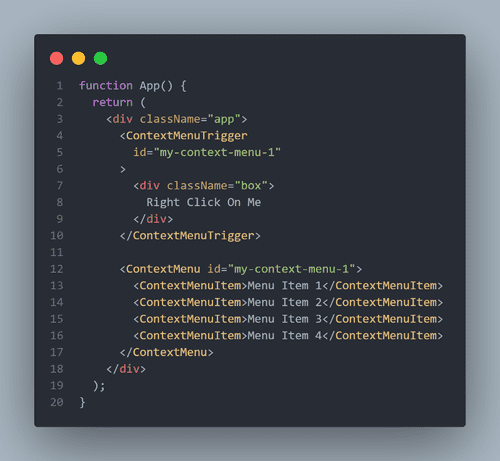 1 function App() {
2 return (
3 <div className="app">
4 <ContextMenuTrigger
5 id="my-context-menu-1"
6 >
7 <div className="box">
8 Right Click On Me
9 </div>
10 </ContextMenuTrigger>
11
12 <ContextMenu id="my-context-menu-1">
13 <ContextMenuItem>Menu Item 1</ContextMenuItem>
14 <ContextMenuItem>Menu Item 2</ContextMenuItem>
15 <ContextMenuItem>Menu Item 3</ContextMenuItem>
16 <ContextMenuItem>Menu Item 4</ContextMenuItem>
17 </ContextMenu>
18 </div>
19 );
20 }